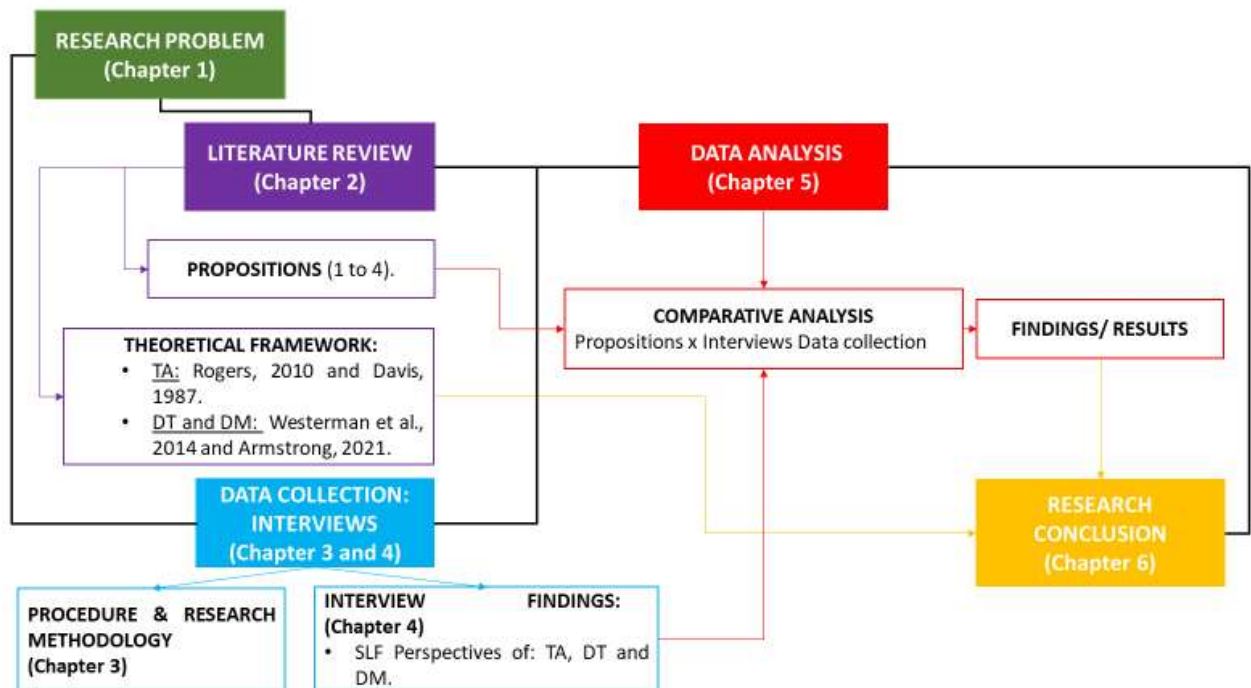 RESEARCH PROBLEM
(Chapter 1)
LITERATURE REVIEW
(Chapter 2)
DATA ANALYSIS
(Chapter 5)
PROPOSITIONS (1 to 4).
COMPARATIVE ANALYSIS
Propositions x Interviews Data collection
FINDINGS/ RESULTS
THEORETICAL FRAMEWORK:
• TA: Rogers, 2010 and Davis,
1987.
• DT and DM: Westerman et al.,
2014 and Armstrong, 2021.
DATA COLLECTION:
INTERVIEWS
(Chapter 3 and 4)
RESEARCH
CONCLUSION
(Chapter 6)
PROCEDURE & RESEARCH
METHODOLOGY
(Chapter 3)
INTERVIEW FINDINGS:
(Chapter 4)
• SLF Perspectives of: TA, DT and
DM.